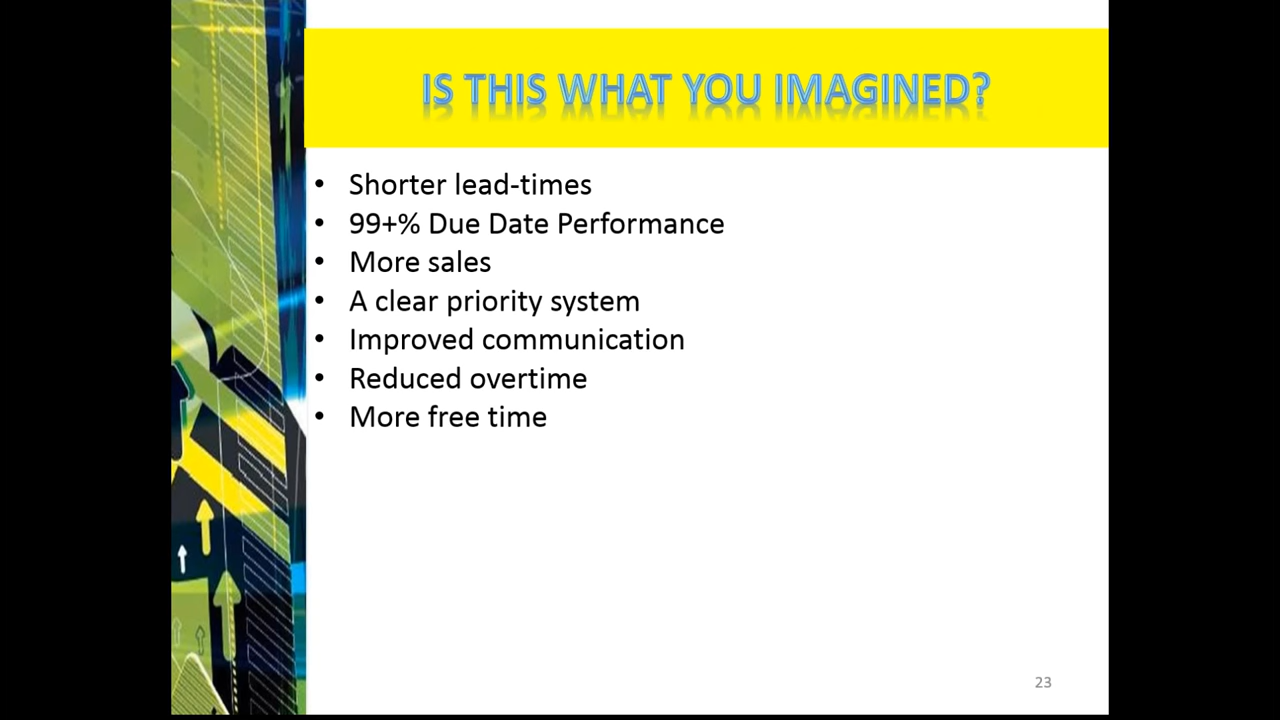 IS THIS WHAT YOU IMAGINED?
• Shorter lead-times
• 99+% Due Date Performance
• More sales
• A clear priority system
• Improved communication
• Reduced overtime
• More free time
23